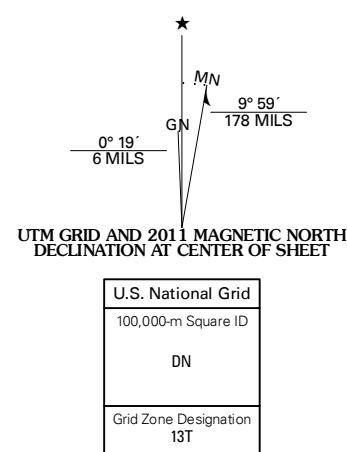 ★
MN
9° 59´
178 MILS
GN
0° 19´
6 MILS
UTM GRID AND 2011 MAGNETIC NORTH
DECLINATION AT CENTER OF SHEET
U.S. National Grid
100,000-m Square ID
DN
Grid Zone Designation
13T